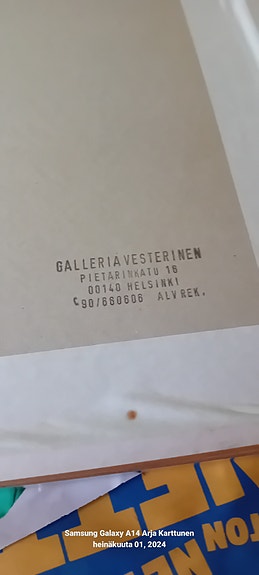 GALLERIA VESTERINEN
PIETARINKATU 16
00140 HELSINKI
90/660606 ALV REK.
Samsung Galaxy A14 Arja Karttunen
heinäkuuta 01, 2024